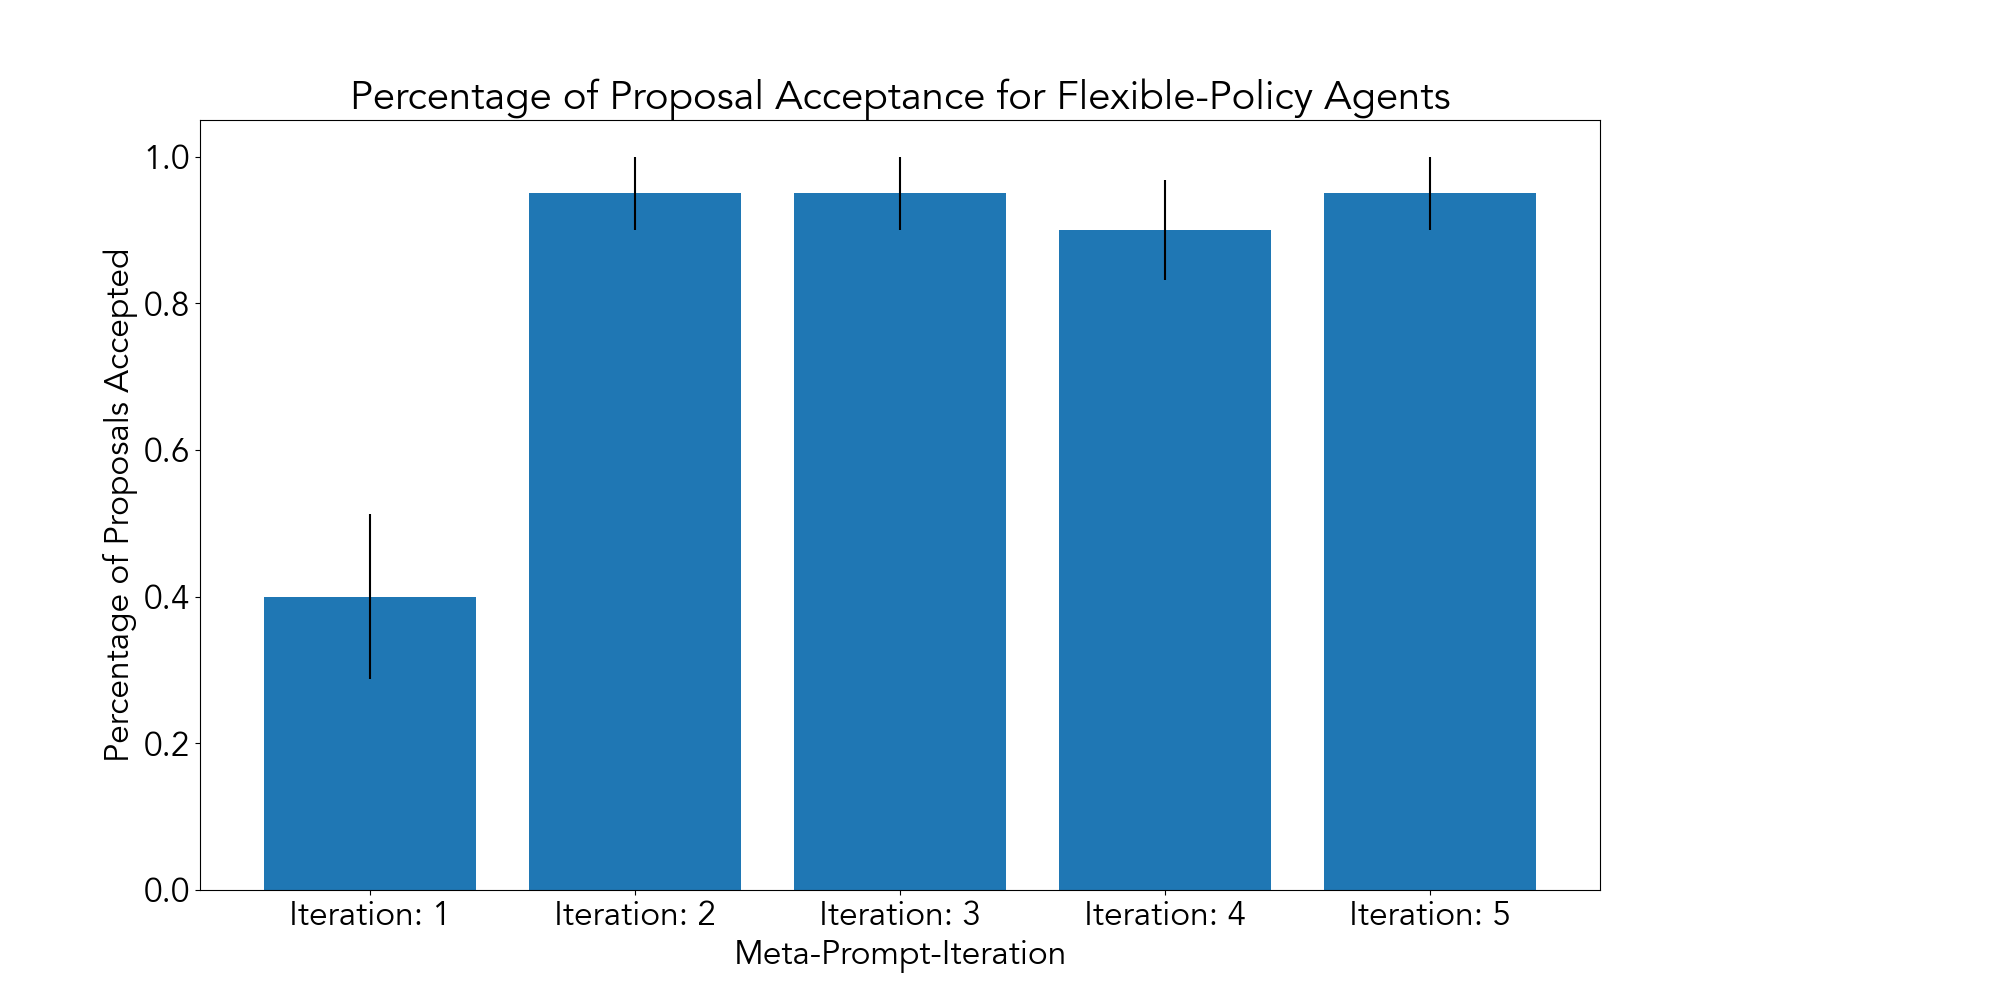 Percentage of Proposal Acceptance for Flexible-Policy Agents
Percentage of Proposals Accepted
1.0
0.8
0.6
0.4
0.2
0.0
Iteration: 1
Iteration: 2
Iteration: 3
Iteration: 4
Iteration: 5
Meta-Prompt-Iteration